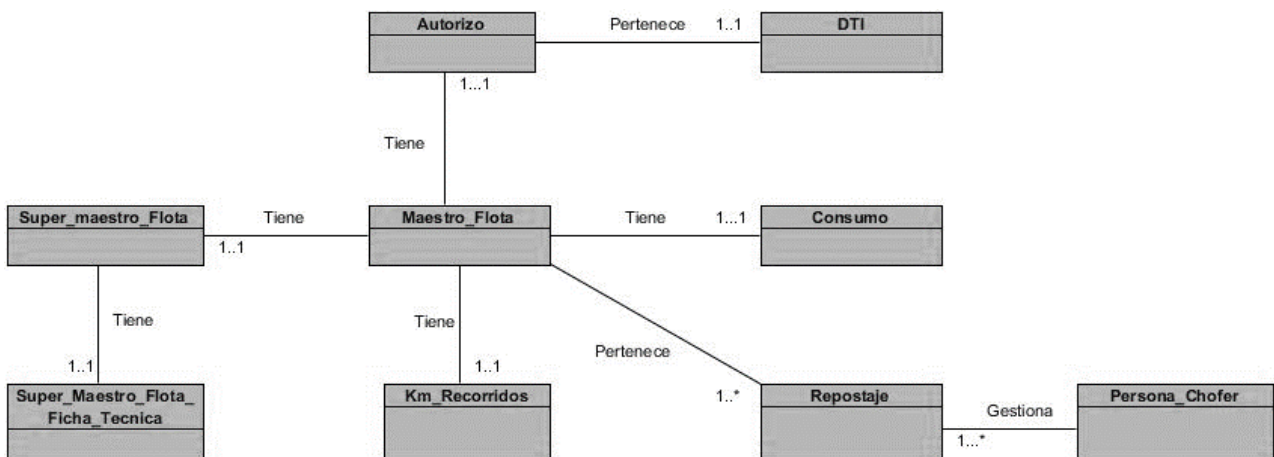 Autorizo
Pertenece
1..1
DTI
1...1
Tiene
Super_maestro_Flota
Tiene
1..1
Maestro_Flota
Tiene
1...1
Consumo
Tiene
1..1
Tiene
1..1
Pertenece
1..*
Super_Maestro_Flota_
Ficha_Tecnica
Km_Recorridos
Repostaje
Gestiona
1...*
Persona_Chofer